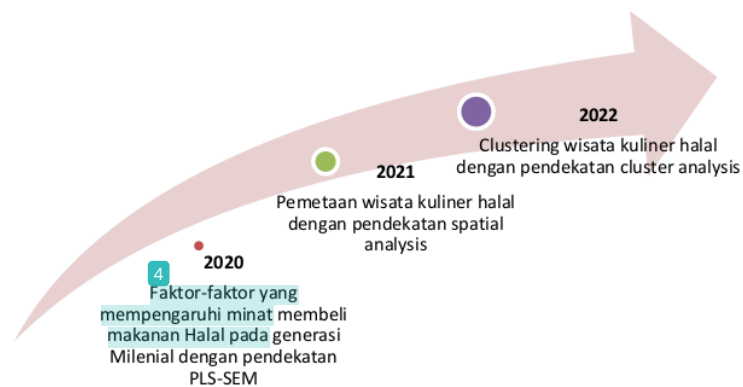 2022
Clustering wisata kuliner halal
dengan pendekatan cluster analysis
2021
Pemetaan wisata kuliner halal
dengan pendekatan spatial
analysis
2020
4
Faktor-faktor yang
mempengaruhi minat membeli
makanan Halal pada generasi
Milenial dengan pendekatan
PLS-SEM